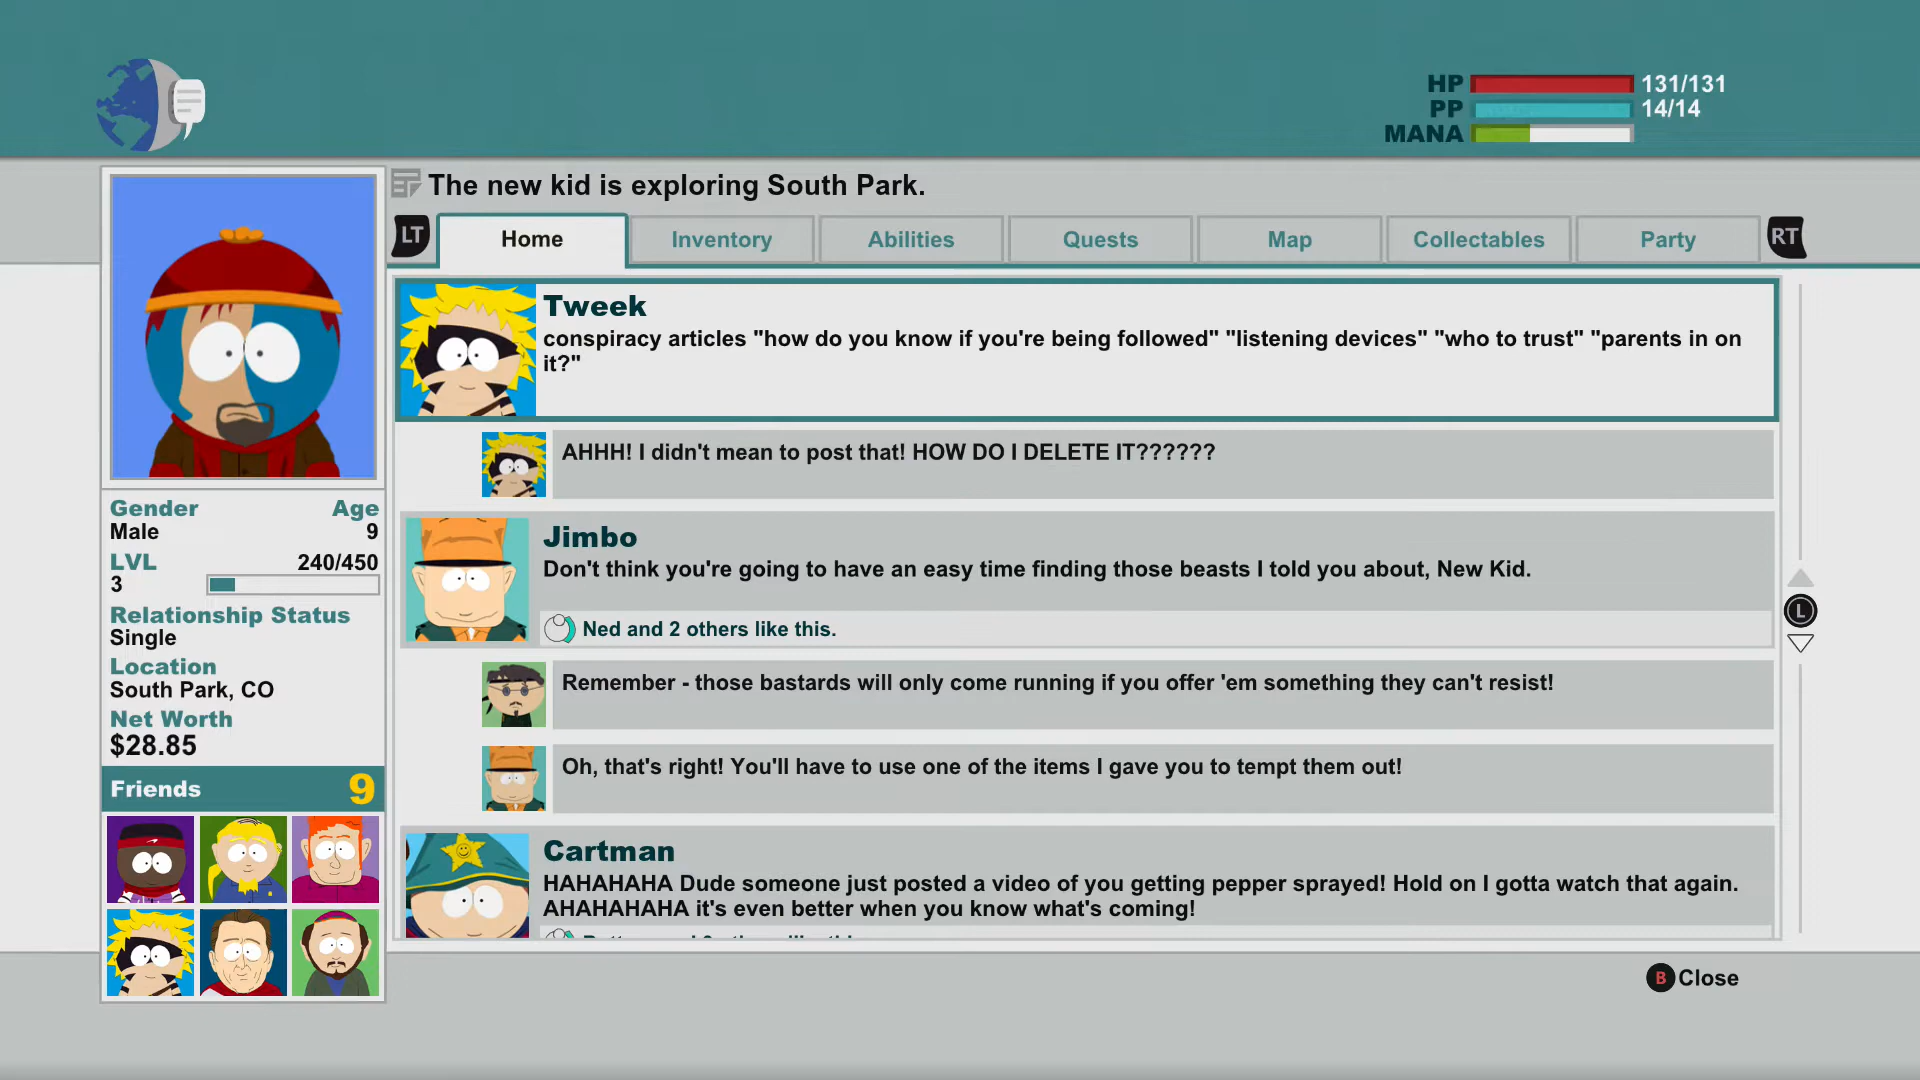 HP 131/131
PP 14/14
MANA
The new kid is exploring South Park.
LT Home Inventory Abilities Quests Map Collectables Party RT
Gender Age
Male 9
LVL 240/450
3
Relationship Status
Single
Location
South Park, CO
Net Worth
$28.85
Friends 9
Tweek
conspiracy articles "how do you know if you're being followed" "listening devices" "who to trust" "parents in on
it?"
AHHH! I didn't mean to post that! HOW DO I DELETE IT??????
Jimbo
Don't think you're going to have an easy time finding those beasts I told you about, New Kid.
Ned and 2 others like this.
Remember - those bastards will only come running if you offer 'em something they can't resist!
Oh, that's right! You'll have to use one of the items I gave you to tempt them out!
Cartman
HAHAHAHA Dude someone just posted a video of you getting pepper sprayed! Hold on I gotta watch that again.
AHAHAHAHA it's even better when you know what's coming!
L
B Close